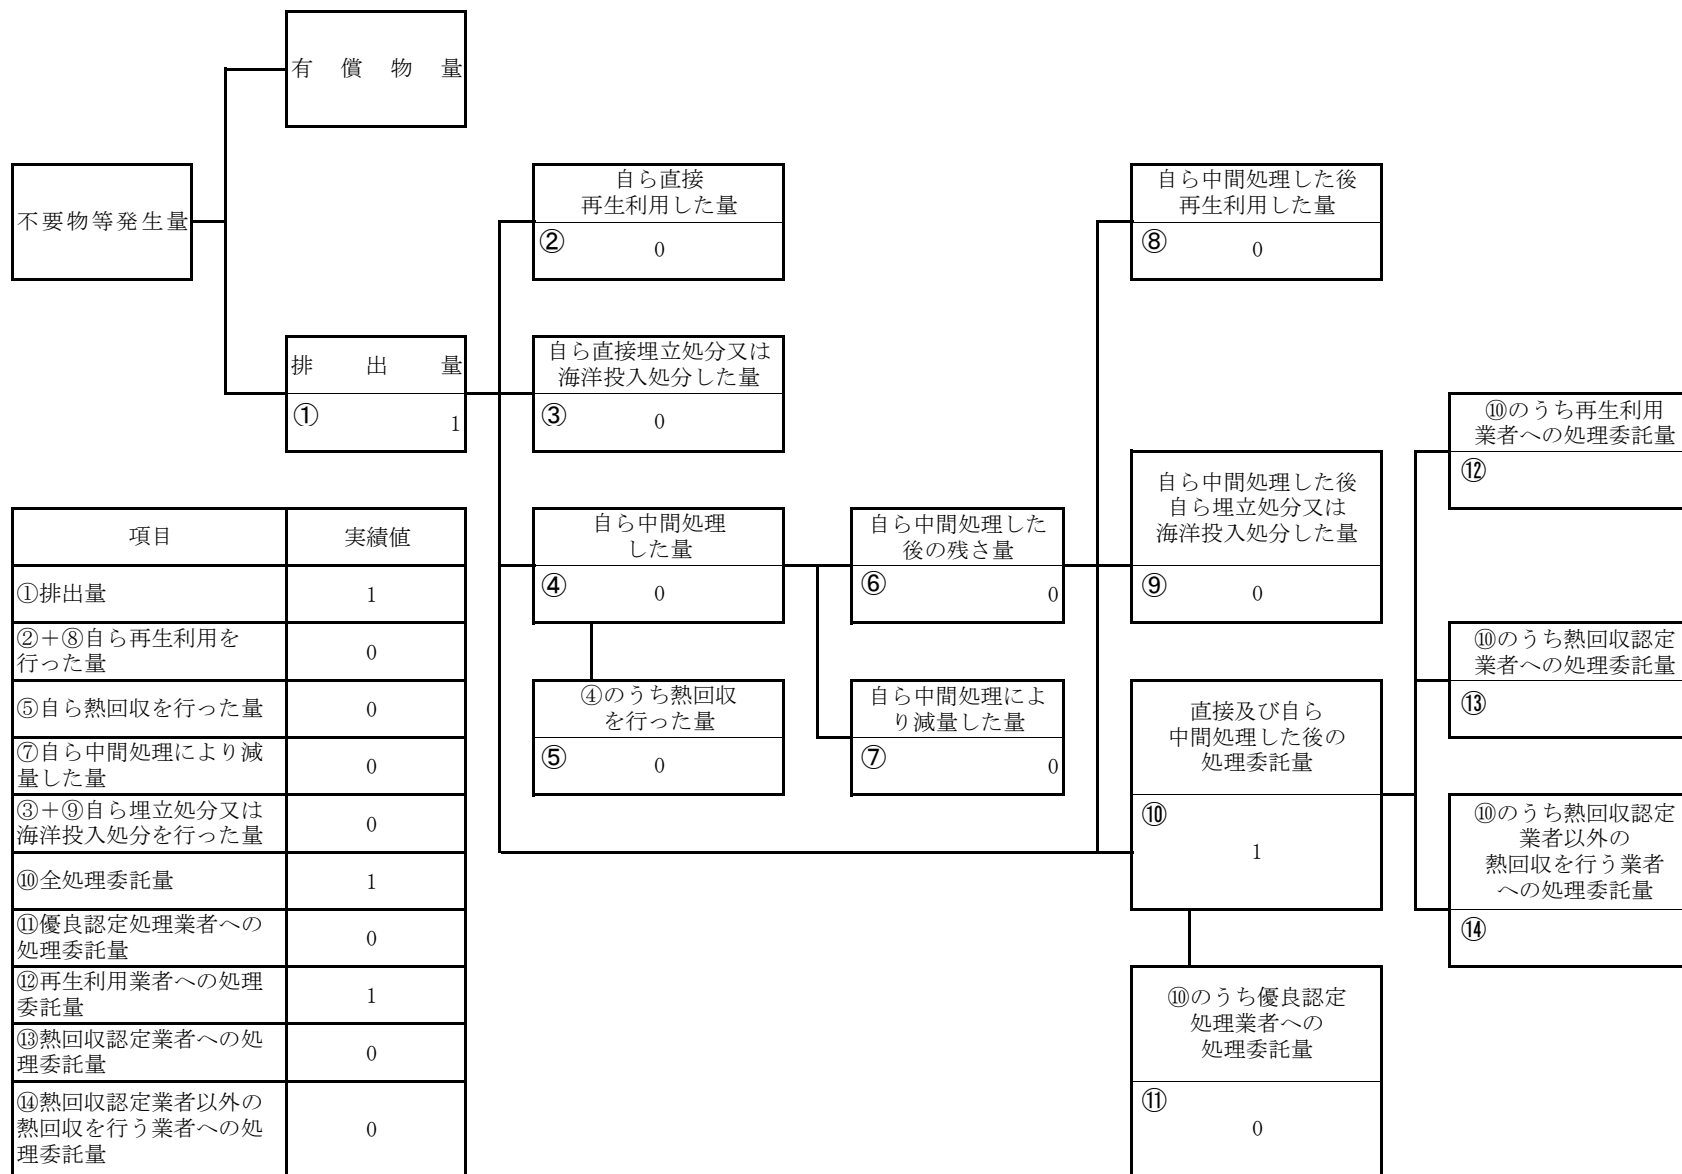 有償物量
不要物等発生量
排出量
①
1
自ら直接
再生利用した量
②
0
自ら直接埋立処分又は
海洋投入処分した量
③
0
自ら中間処理
した量
④
0
④のうち熱回収
を行った量
⑤
0
自ら中間処理した
後の残さ量
⑥
0
自ら中間処理によ
り減量した量
⑦
0
自ら中間処理した後
再生利用した量
⑧
0
自ら中間処理した後
自ら埋立処分又は
海洋投入処分した量
⑨
0
直接及び自ら
中間処理した後の
処理委託量
⑩
1
⑩のうち優良認定
処理業者への
処理委託量
⑪
0
⑩のうち再生利用
業者への処理委託量
⑫
⑩のうち熱回収認定
業者への処理委託量
⑬
⑩のうち熱回収認定
業者以外の
熱回収を行う業者
への処理委託量
⑭
項目
実績値
①排出量
1
②＋⑧自ら再生利用を
行った量
0
⑤自ら熱回収を行った量
0
⑦自ら中間処理により減
量した量
0
③＋⑨自ら埋立処分又は
海洋投入処分を行った量
0
⑩全処理委託量
1
⑪優良認定処理業者への
処理委託量
0
⑫再生利用業者への処理
委託量
1
⑬熱回収認定業者への処
理委託量
0
⑭熱回収認定業者以外の
熱回収を行う業者への処
理委託量
0